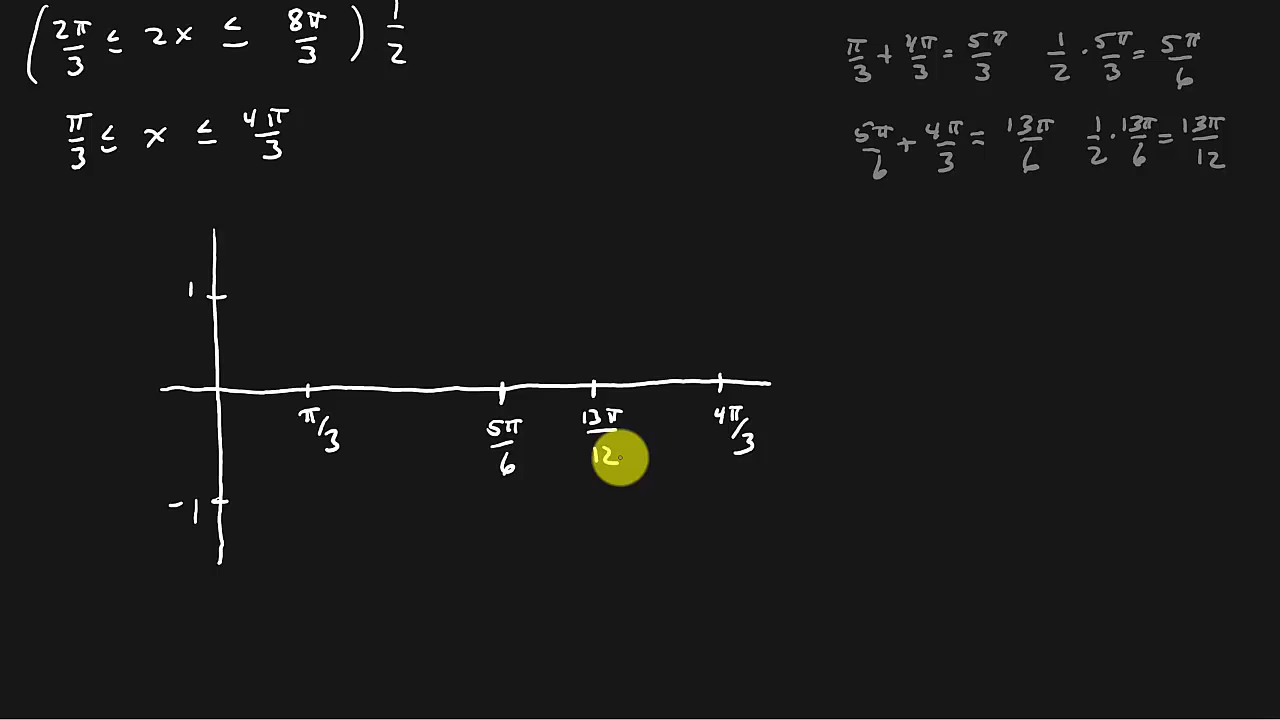 (2π/3 ≤ 2x ≤ 8π/3) 1/2
π/3 ≤ x ≤ 4π/3
π/3 + 4π/3 = 5π/3   1/2 · 5π/3 = 5π/6
5π/6 + 4π/3 = 13π/6   1/2 · 13π/6 = 13π/12
1
π/3   5π/6   13π/12   4π/3
-1